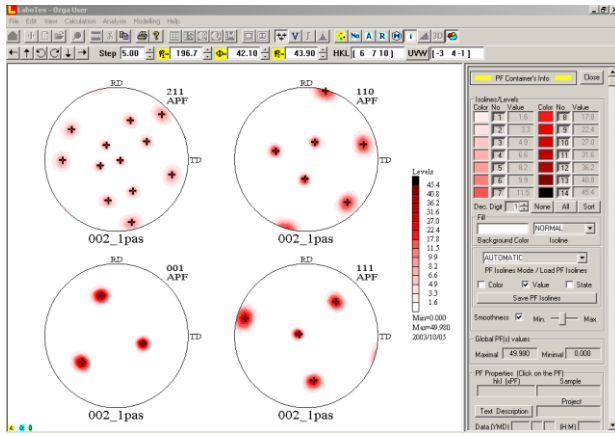 LaboTex - Orga User
File Edit View Calculation Analysis Modelling Help
Step 5.00 196.7 Φ- 42.10 43.90 HKL [ 6 7 10 ] UVW [-3 4 -1 ]
RD
211
APF
TD
002_1pas
RD
110
APF
TD
002_1pas
RD
001
APF
TD
002_1pas
RD
111
APF
TD
002_1pas
Levels
45.4
40.8
36.2
31.6
27.0
22.4
17.8
11.5
9.9
8.2
6.6
4.9
3.3
1.6
Min=0.000
Max=49.980
2003/10/05
PF Container's Info Close
Isolines/Levels
Color No Value Color No Value
1 1.6 8 17.8
2 3.3 9 22.4
3 4.9 10 27.0
4 6.6 11 31.6
5 8.2 12 36.2
6 9.9 13 40.8
7 11.5 14 45.4
Dec. Digit 1 None All Sort
Fill
NORMAL
Background Color Isoline
AUTOMATIC
PF Isolines Mode / Load PF Isolines
Color Value State
Save PF Isolines
Smoothness Min. Max.
Global PF(s) values
Maximal 49.980 Minimal 0.000
PF Properties (Click on the PF)
hkl (xPF) Sample
Project
Text Description
Data (YMD) (H:M)